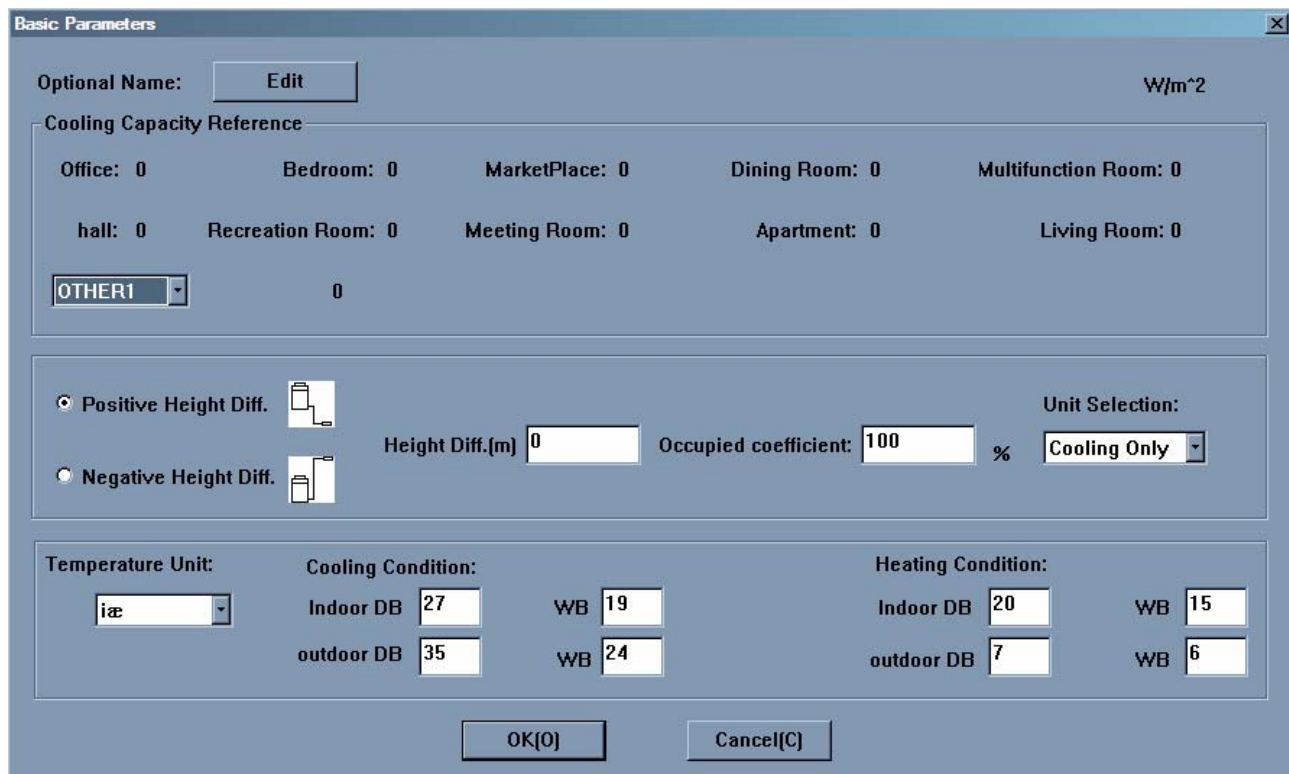 Basic Parameters
Optional Name: Edit W/m^2
Cooling Capacity Reference
Office: 0 Bedroom: 0 MarketPlace: 0 Dining Room: 0 Multifunction Room: 0
hall: 0 Recreation Room: 0 Meeting Room: 0 Apartment: 0 Living Room: 0
OTHER1 0
Positive Height Diff.
Unit Selection:
Height Diff.(m) 0 Occupied coefficient: 100 % Cooling Only
Negative Height Diff.
Temperature Unit: Cooling Condition: Heating Condition:
iæ Indoor DB 27 WB 19 Indoor DB 20 WB 15
outdoor DB 35 WB 24 outdoor DB 7 WB 6
OK(O) Cancel(C)